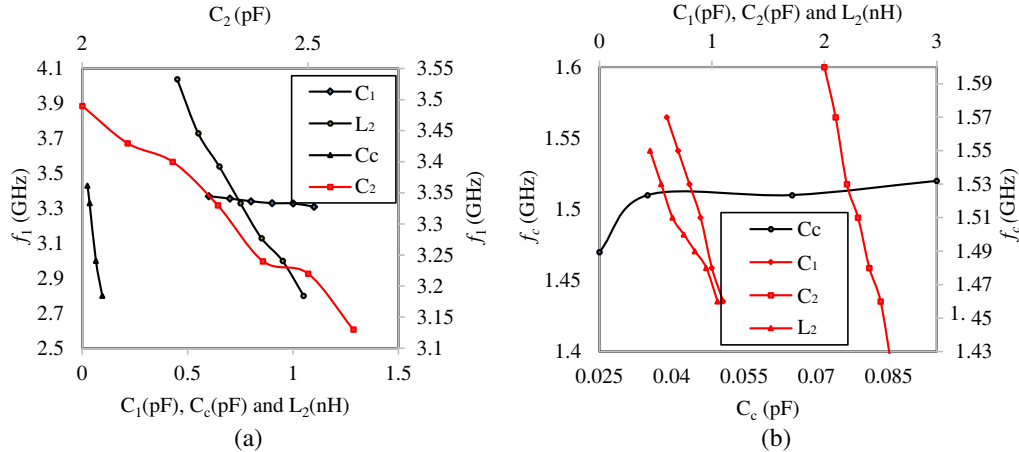 C₂(pF)
2 2.5
4.1
3.9
3.7
3.5
3.3
3.1
2.9
2.7
2.5
f₁(GHz)
C₁
L₂
Cc
C₂
3.55
3.5
3.45
3.4
3.35
3.3
3.25
3.2
3.15
3.1
f₁(GHz)
0 0.5 1 1.5
C₁(pF), C_c(pF) and L₂(nH)
(a)
C₁(pF), C₂(pF) and L₂(nH)
0 1 2 3
1.6
1.55
1.5
1.45
1.4
f_c(GHz)
Cc
C₁
C₂
L₂
1.59
1.57
1.55
1.53
1.51
1.49
1.47
1.
1.43
f_c(GHz)
0.025 0.04 0.055 0.07 0.085
C_c (pF)
(b)